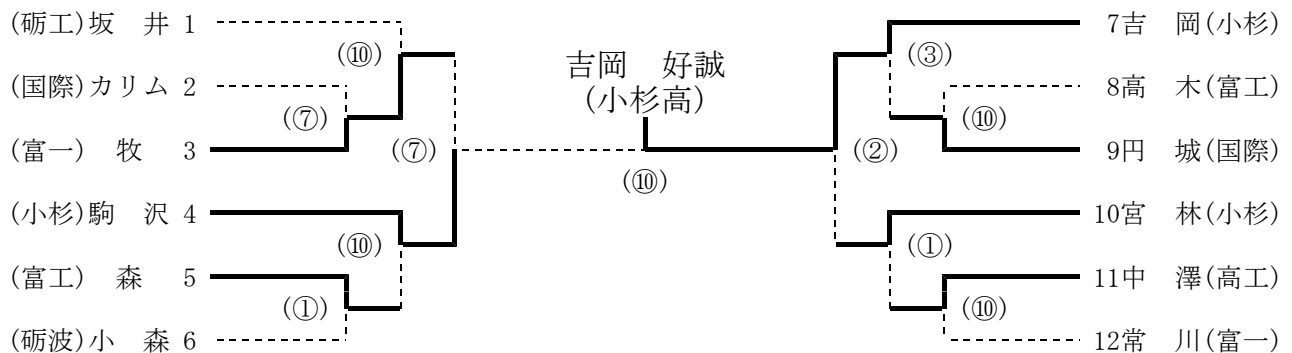 (砺工)坂　井 1
(⑩)
(国際)カリム 2
(⑦)
(富一)　牧　3
(⑦)
(小杉)駒　沢 4
(⑩)
(富工)　森　5
(①)
(砺波)小　森 6
吉岡　好誠
(小杉高)
(⑩)
7吉　岡(小杉)
(③)
8高　木(富工)
(⑩)
9円　城(国際)
(②)
10宮　林(小杉)
(①)
11中　澤(高工)
(⑩)
12常　川(富一)